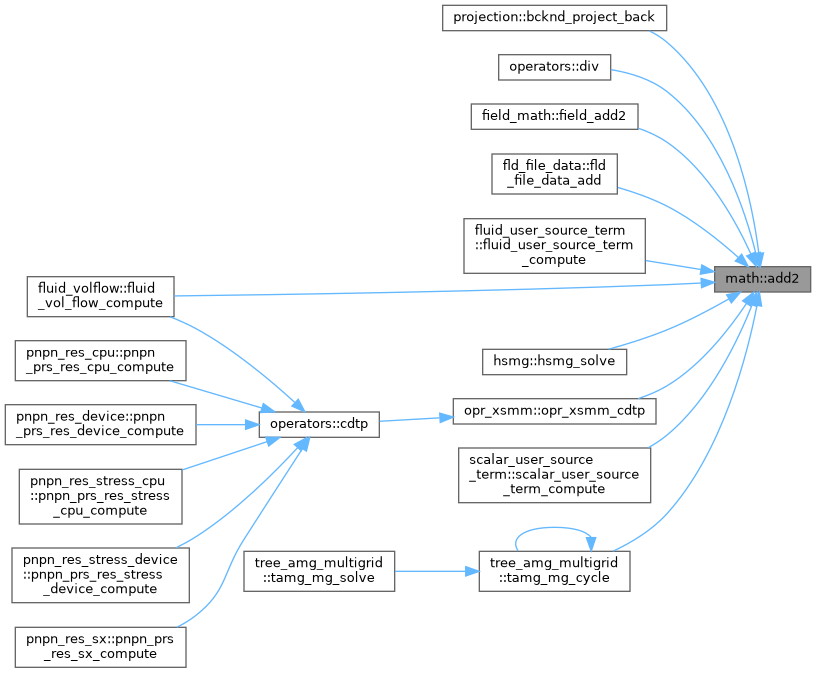 projection::bcknd_project_back
operators::div
field_math::field_add2
fld_file_data::fld
_file_data_add
fluid_user_source_term
::fluid_user_source_term
_compute
math::add2
fluid_volflow::fluid
_vol_flow_compute
pnpn_res_cpu::pnpn
_prs_res_cpu_compute
hsmg::hsmg_solve
pnpn_res_device::pnpn
_prs_res_device_compute
operators::cdtp
opr_xsmm::opr_xsmm_cdtp
pnpn_res_stress_cpu
::pnpn_prs_res_stress
_cpu_compute
scalar_user_source
_term::scalar_user_source
_term_compute
pnpn_res_stress_device
::pnpn_prs_res_stress
_device_compute
tree_amg_multigrid
::tamg_mg_solve
tree_amg_multigrid
::tamg_mg_cycle
pnpn_res_sx::pnpn_prs
_res_sx_compute